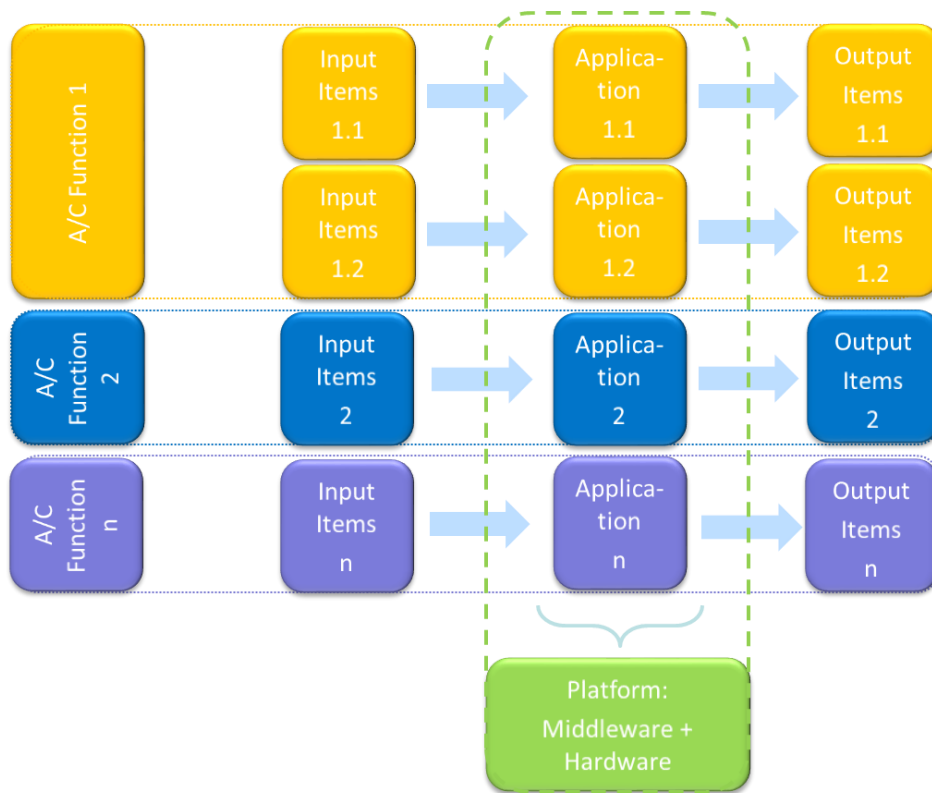 A/C Function 1
Input
Items
1.1
Applica-
tion
1.1
Output
Items
1.1
Input
Items
1.2
Applica-
tion
1.2
Output
Items
1.2
A/C
Function
2
Input
Items
2
Applica-
tion
2
Output
Items
2
A/C
Function
n
Input
Items
n
Applica-
tion
n
Output
Items
n
Platform:
Middleware +
Hardware